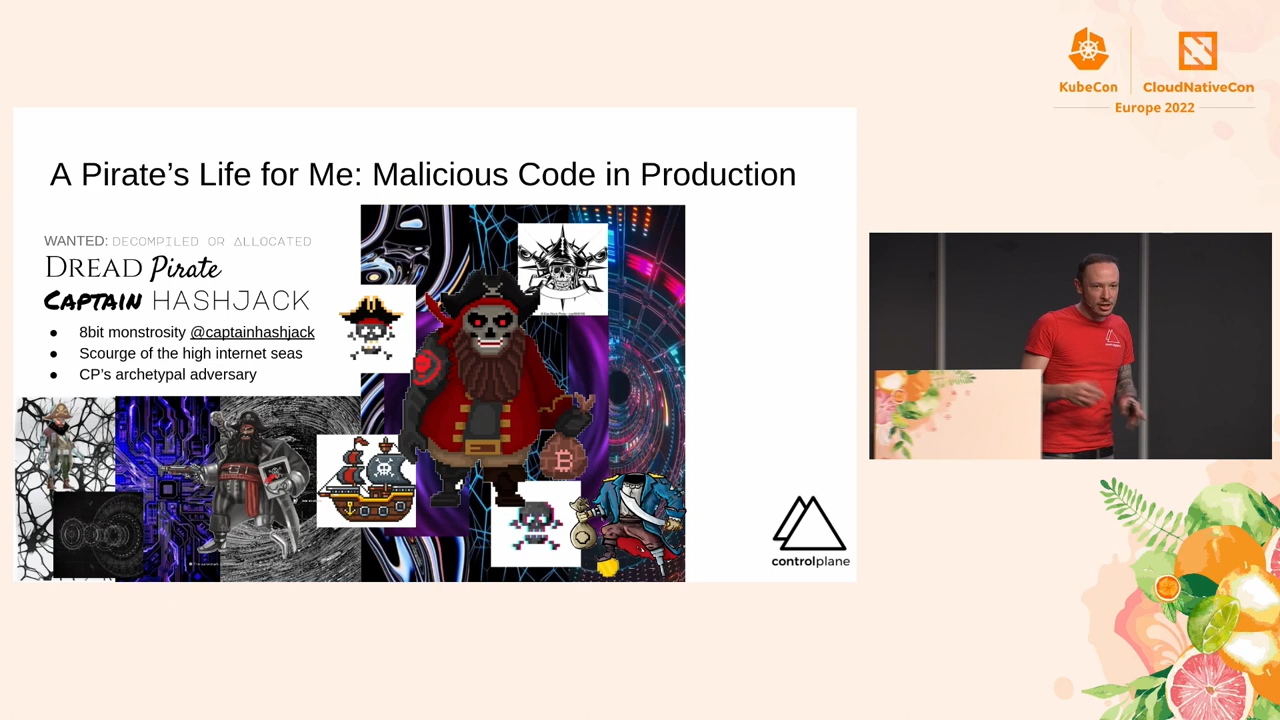 KubeCon
CloudNativeCon
Europe 2022
A Pirate’s Life for Me: Malicious Code in Production
WANTED: DECOMPILED OR ALLOCATED
DREAD Pirate
CAPTAIN HASHJACK
● 8bit monstrosity @captainhashjack
● Scourge of the high internet seas
● CP’s archetypal adversary
controlplane